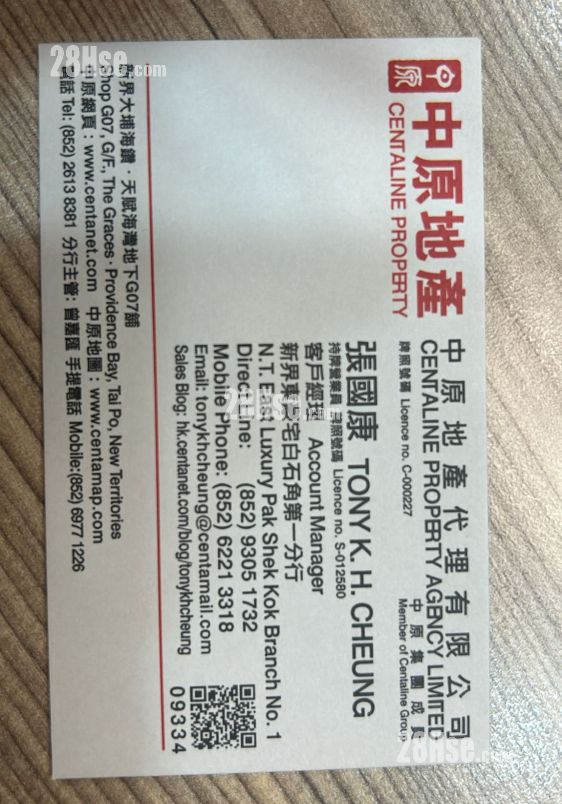 中原
中原地產
CENTALINE PROPERTY
中原地產代理有限公司
CENTALINE PROPERTY AGENCY LIMITED
牌照號碼 Licence no. C-000227
中原集團成員
Member of Centaline Group
張國康 TONY K. H. CHEUNG
持牌營業員 牌照號碼 Licence no. S-012580
客戶經理 Account Manager
新界東 宅白石角第一分行
N.T. East Luxury Pak Shek Kok Branch No. 1
Direct Line: (852) 9305 1732
Mobile Phone: (852) 6221 3318
Email: tonykhcheung@centamail.com
Sales Blog: hk.centanet.com/blog/tonykhcheung
09334
新界大埔海鑽．天賦海灣地下G07舖
Shop G07, G/F, The Graces · Providence Bay, Tai Po, New Territories
中原網頁：www.centanet.com 中原地圖：www.centamap.com
電話 Tel: (852) 2613 8381 分行主管: 曾嘉匯 手提電話 Mobile:(852) 6977 1226
28Hse.com
28Hse.com
28Hse.com